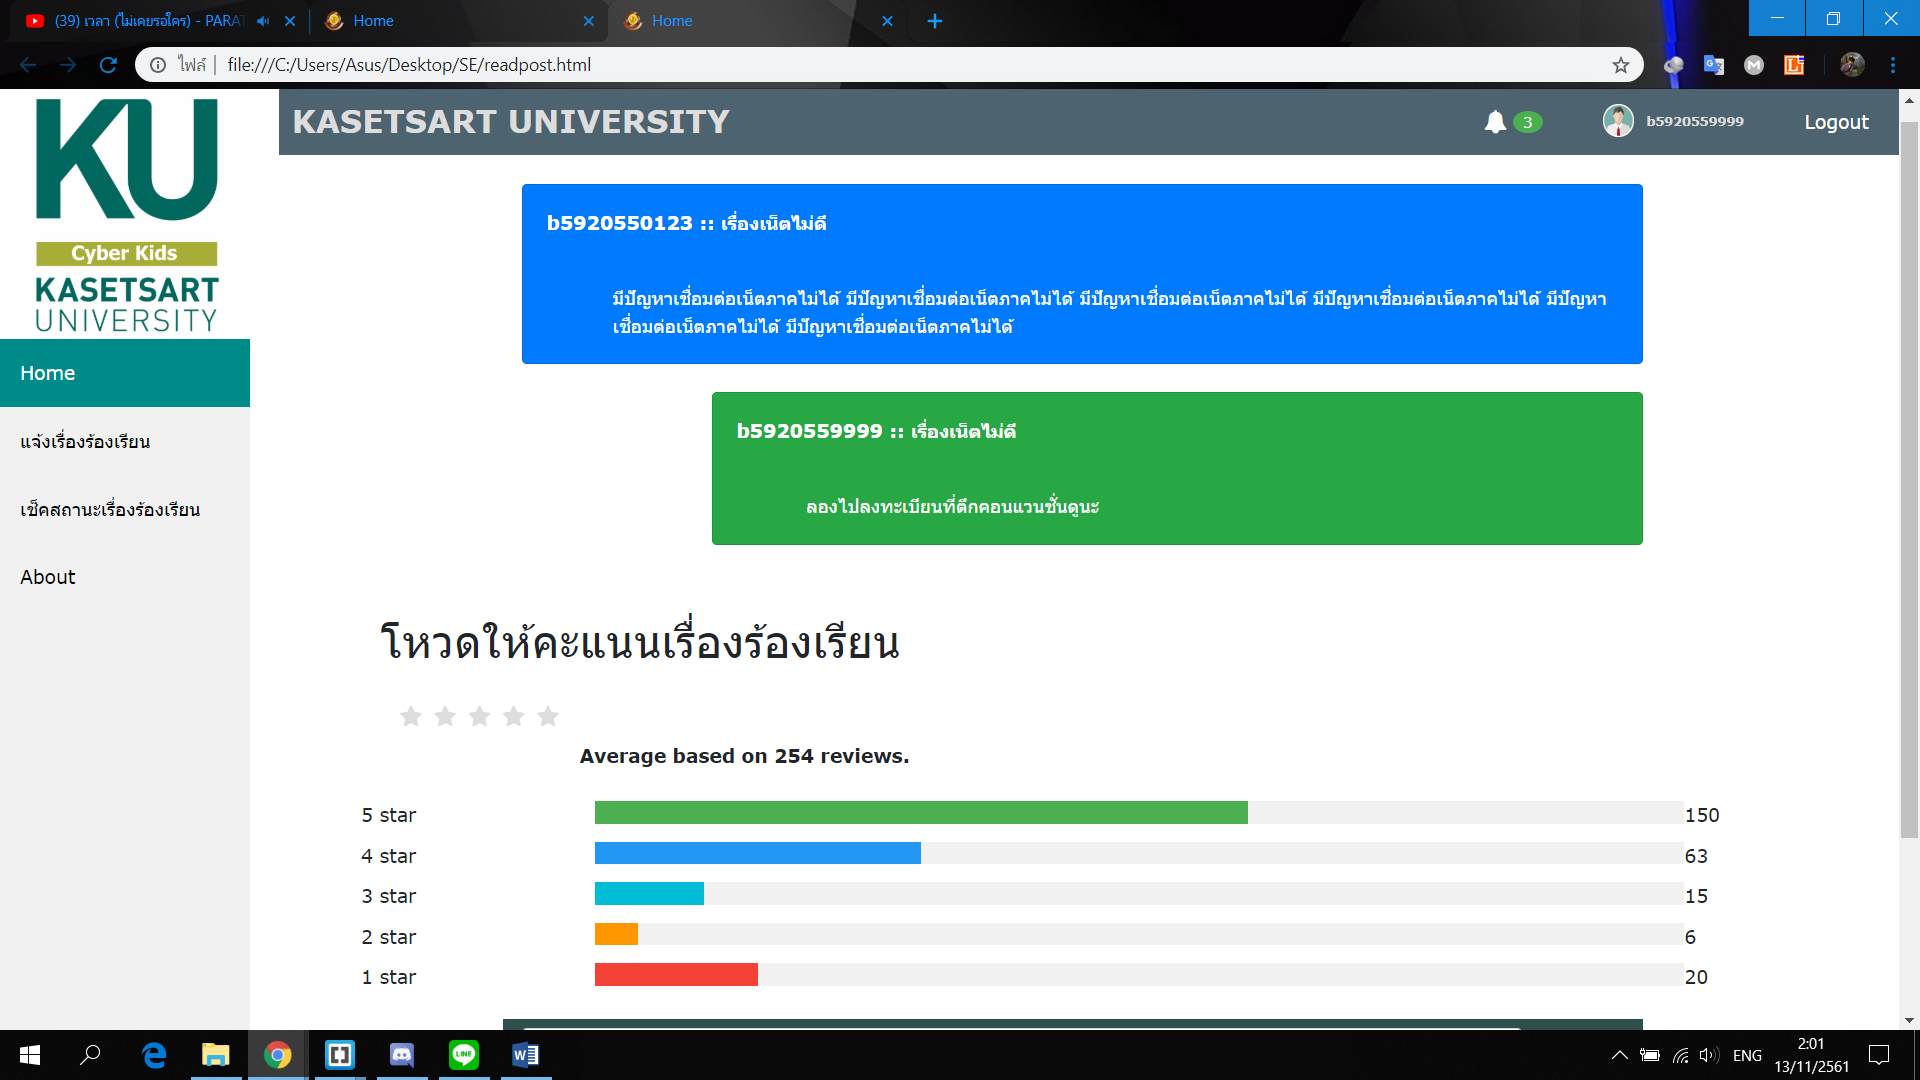 (39) เวลา (ไม่เคยรอใคร) - PARAT
Home
Home
ไฟล์
file:///C:/Users/Asus/Desktop/SE/readpost.html
KU
Cyber Kids
KASETSART
UNIVERSITY
KASETSART UNIVERSITY
3
b5920559999
Logout
Home
แจ้งเรื่องร้องเรียน
เช็คสถานะเรื่องร้องเรียน
About
b5920550123 :: เรื่องเน็ตไม่ดี
มีปัญหาเชื่อมต่อเน็ตภาคไม่ได้ มีปัญหาเชื่อมต่อเน็ตภาคไม่ได้ มีปัญหาเชื่อมต่อเน็ตภาคไม่ได้ มีปัญหาเชื่อมต่อเน็ตภาคไม่ได้ มีปัญหา
เชื่อมต่อเน็ตภาคไม่ได้ มีปัญหาเชื่อมต่อเน็ตภาคไม่ได้
b5920559999 :: เรื่องเน็ตไม่ดี
ลองไปลงทะเบียนที่ตึกคอนแวนชั่นดูนะ
โหวดให้คะแนนเรื่องร้องเรียน
Average based on 254 reviews.
5 star
150
4 star
63
3 star
15
2 star
6
1 star
20
ENG
2:01
13/11/2561